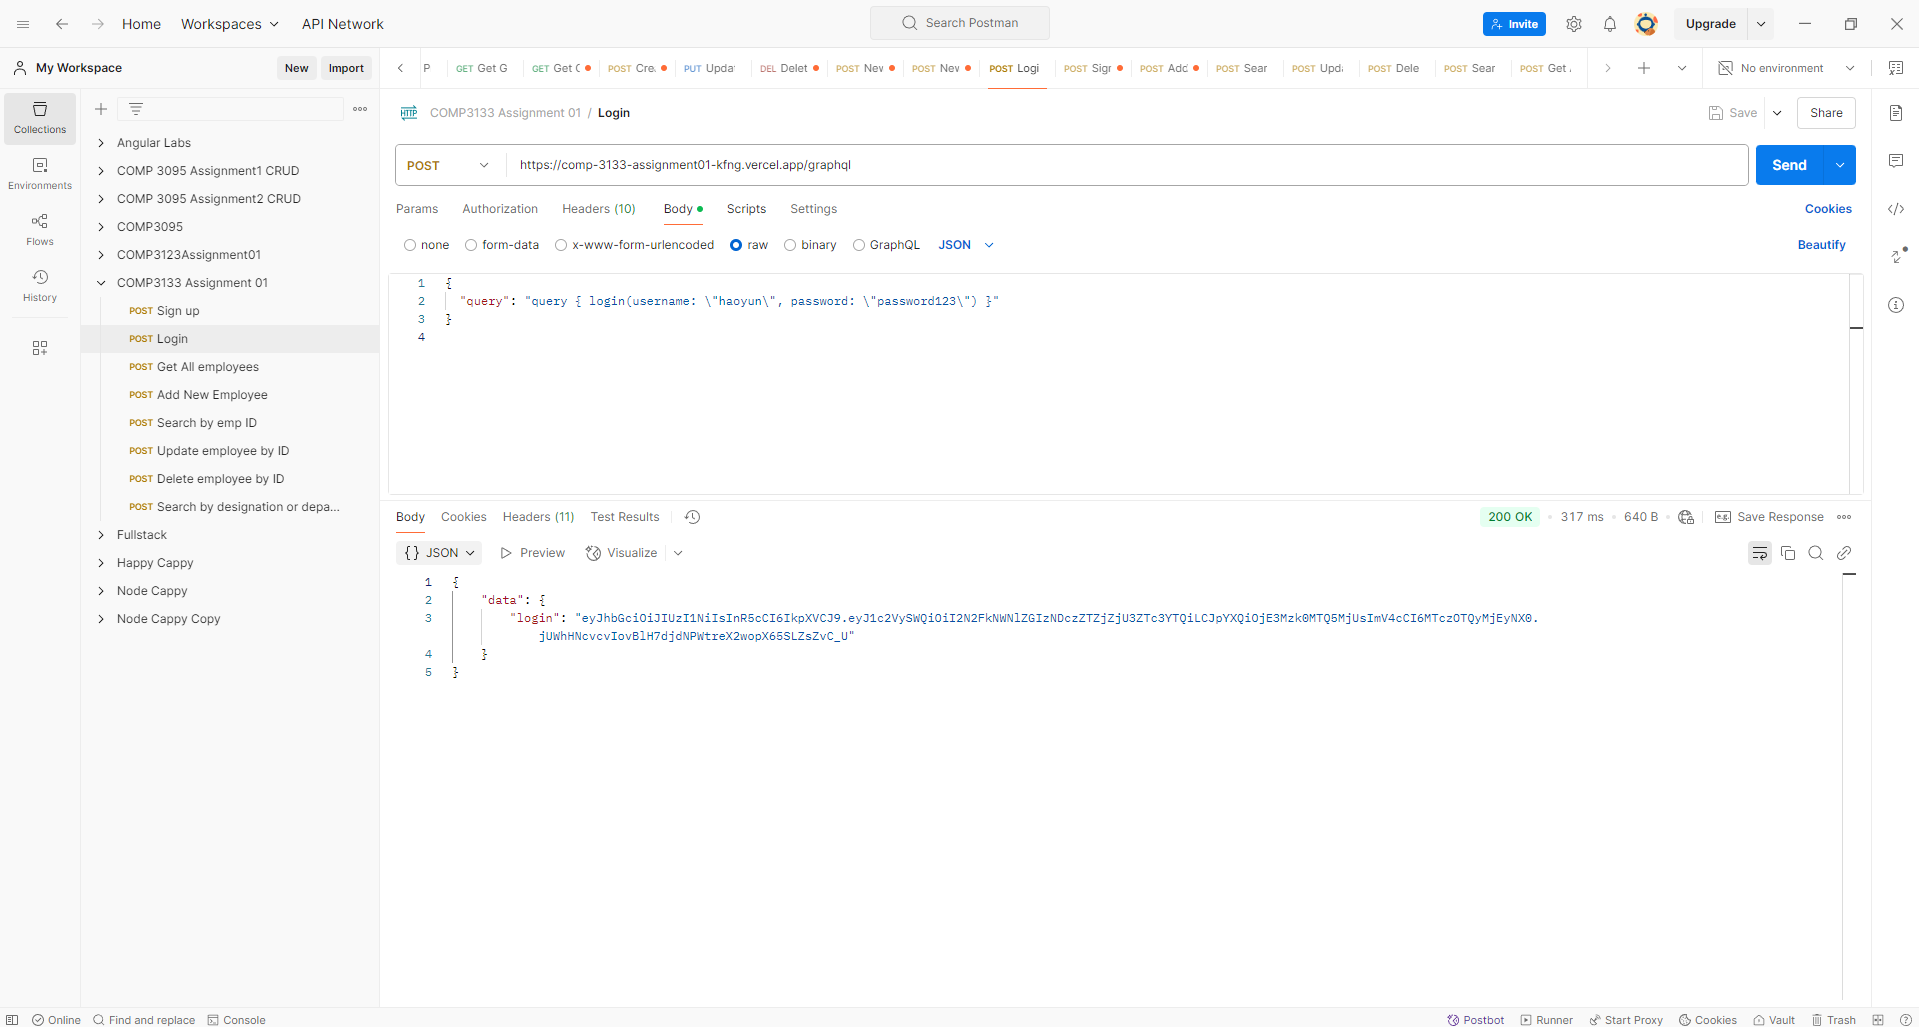 Home
Workspaces
API Network
Search Postman
Invite
Upgrade
My Workspace
New
Import
P
GET Get G
GET Get C
POST Cre
PUT Upda
DEL Delet
POST Nev
POST Nev
POST Logi
POST Sigr
POST Add
POST Sear
POST Upd
POST Dele
POST Sear
POST Get
No environment
Collections
Environments
Flows
History
Angular Labs
COMP 3095 Assignment1 CRUD
COMP 3095 Assignment2 CRUD
COMP3095
COMP3123Assignment01
COMP3133 Assignment 01
POST Sign up
POST Login
POST Get All employees
POST Add New Employee
POST Search by emp ID
POST Update employee by ID
POST Delete employee by ID
POST Search by designation or depa...
Fullstack
Happy Cappy
Node Cappy
Node Cappy Copy
HTTP COMP3133 Assignment 01 / Login
Save
Share
POST
https://comp-3133-assignment01-kfng.vercel.app/graphql
Send
Params
Authorization
Headers (10)
Body
Scripts
Settings
Cookies
none
form-data
x-www-form-urlencoded
raw
binary
GraphQL
JSON
Beautify
1 {
2 "query": "query { login(username: \"haoyun\", password: \"password123\") }"
3 }
4
Body
Cookies
Headers (11)
Test Results
200 OK
317 ms
640 B
e.g. Save Response
{} JSON
Preview
Visualize
1 {
2 "data": {
3 "login": "eyJhbGciOiJIUzI1NiIsInR5cCI6IkpXVCJ9.eyJ1c2VySWQiOiI2N2FkNWNlZGIzNDczZTZjZjU3ZTc3YTQiLCJpYXQiOjE3Mzk0MTQ5MjUsImV4cCI6MTczOTQyMjEyNX0.
jUWhHNcvcvIovBlH7djdNPWtreX2wopX65SLZsZvC_U"
4 }
5 }
Online
Find and replace
Console
Postbot
Runner
Start Proxy
Cookies
Vault
Trash